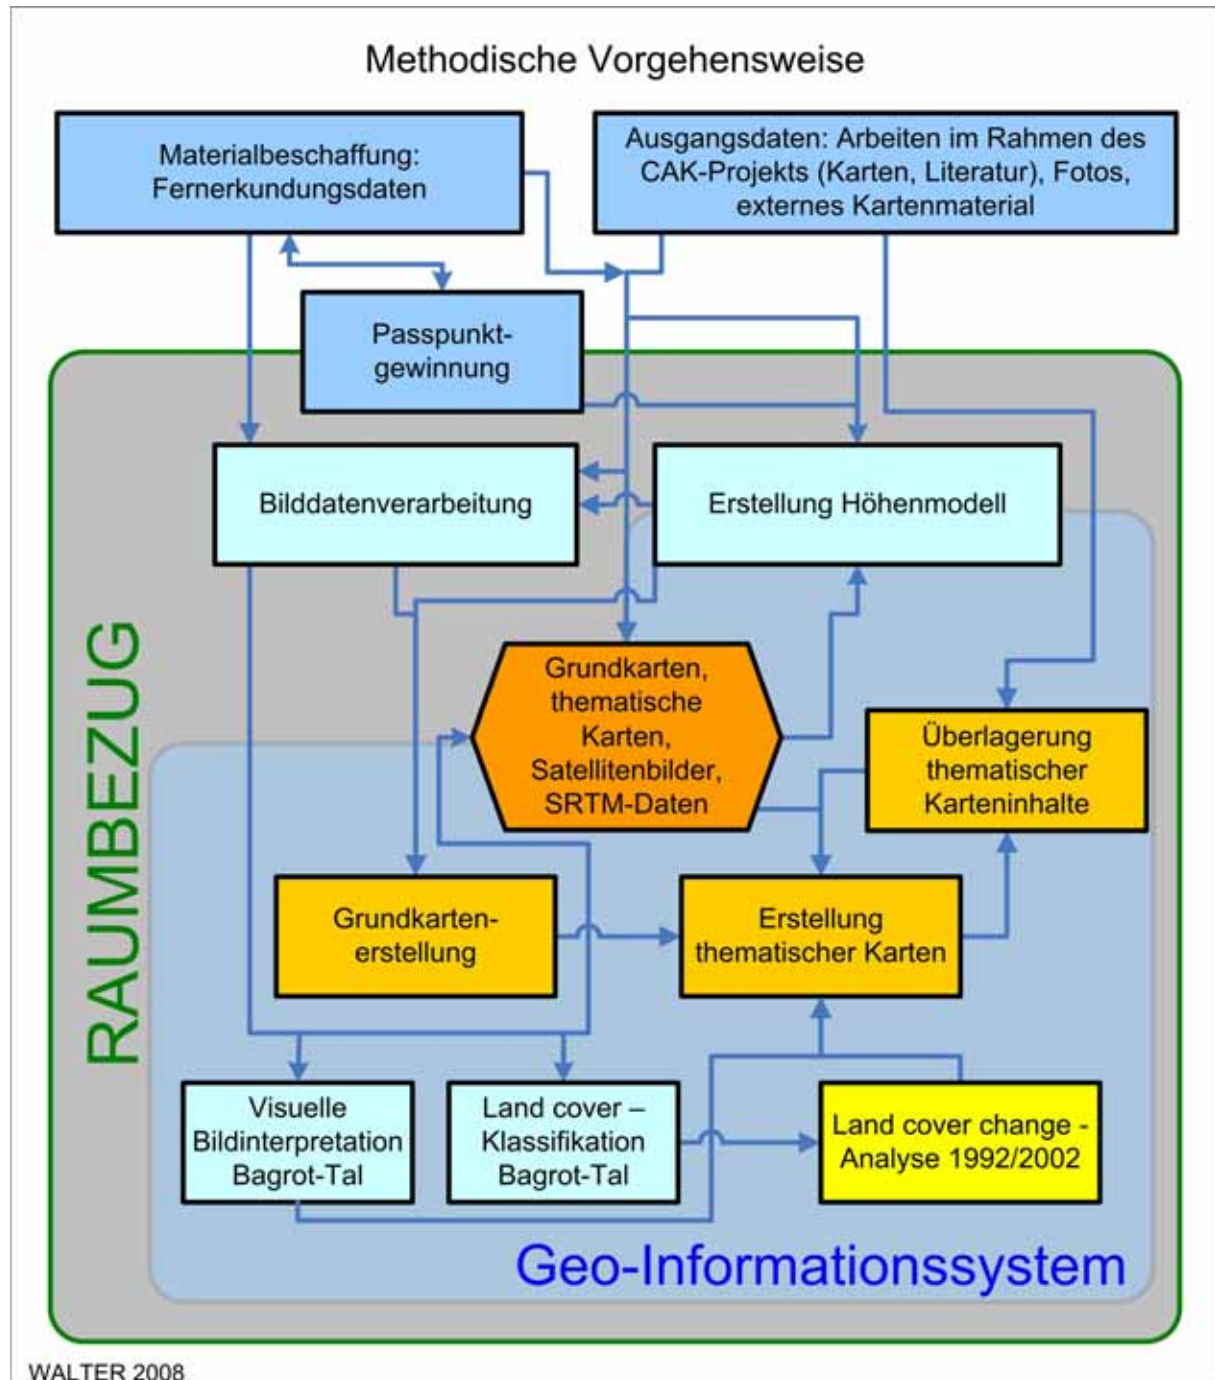 Methodische Vorgehensweise
Materialbeschaffung:
Fernerkundungsdaten
Ausgangsdaten: Arbeiten im Rahmen des
CAK-Projekts (Karten, Literatur), Fotos,
externes Kartenmaterial
Passpunkt-
gewinnung
Bilddatenverarbeitung
Erstellung Höhenmodell
RAUMBEZUG
Grundkarten,
thematische
Karten,
Satellitenbilder,
SRTM-Daten
Überlagerung
thematischer
Karteninhalte
Grundkarten-
erstellung
Erstellung
thematischer Karten
Visuelle
Bildinterpretation
Bagrot-Tal
Land cover –
Klassifikation
Bagrot-Tal
Land cover change -
Analyse 1992/2002
Geo-Informationssystem
WALTER 2008